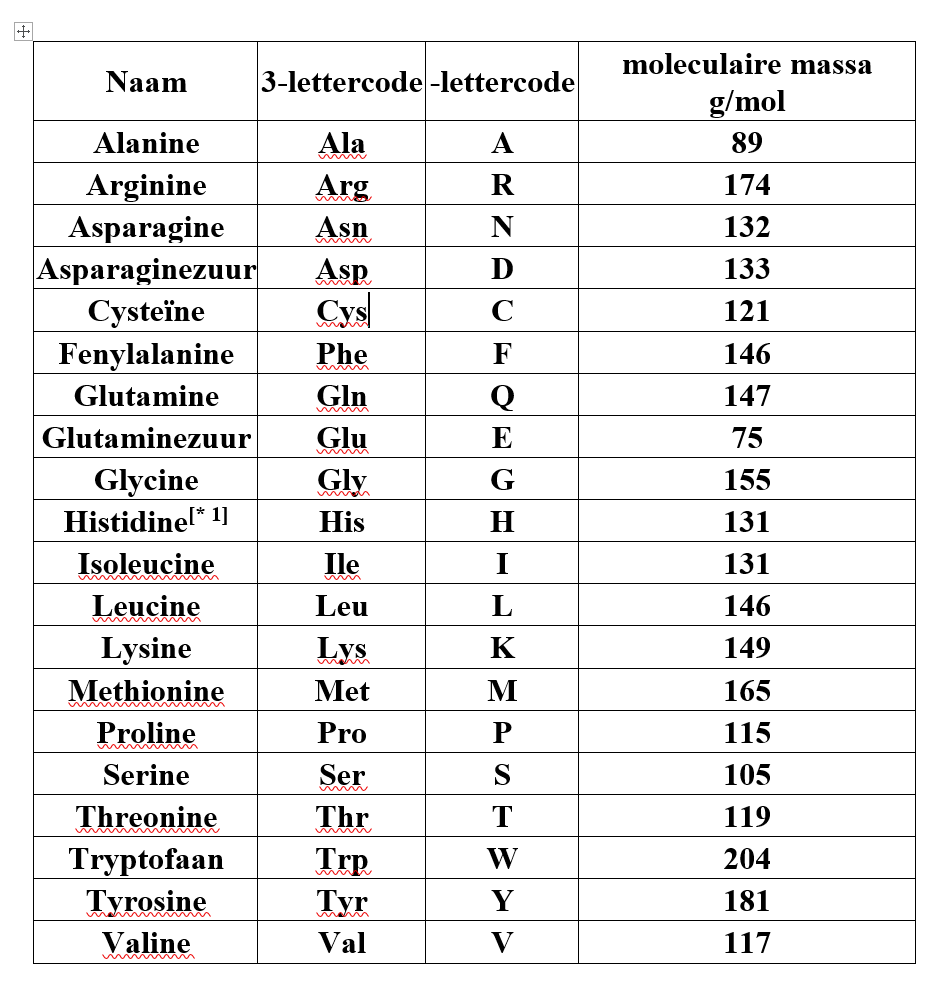 Naam 3-lettercode -lettercode moleculaire massa
g/mol
Alanine Ala A 89
Arginine Arg R 174
Asparagine Asn N 132
Asparaginezuur Asp D 133
Cysteïne Cys C 121
Fenylalanine Phe F 146
Glutamine Gln Q 147
Glutaminezuur Glu E 75
Glycine Gly G 155
Histidine[* 1] His H 131
Isoleucine Ile I 131
Leucine Leu L 146
Lysine Lys K 149
Methionine Met M 165
Proline Pro P 115
Serine Ser S 105
Threonine Thr T 119
Tryptofaan Trp W 204
Tyrosine Tyr Y 181
Valine Val V 117